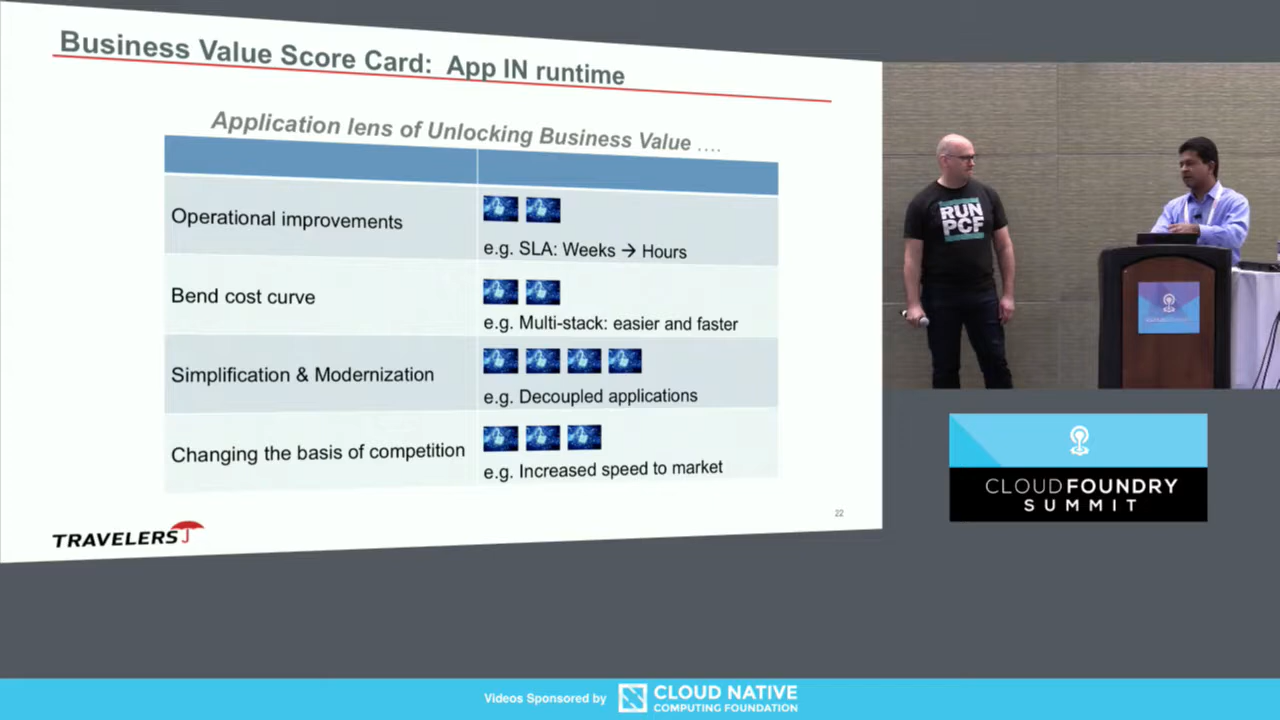 Business Value Score Card: App IN runtime
Application lens of Unlocking Business Value ....
Operational improvements
e.g. SLA: Weeks → Hours
Bend cost curve
e.g. Multi-stack: easier and faster
Simplification & Modernization
e.g. Decoupled applications
Changing the basis of competition
e.g. Increased speed to market
22
TRAVELERS
RUN
PCF
CLOUD FOUNDRY
SUMMIT
Videos Sponsored by
CLOUD NATIVE
COMPUTING FOUNDATION